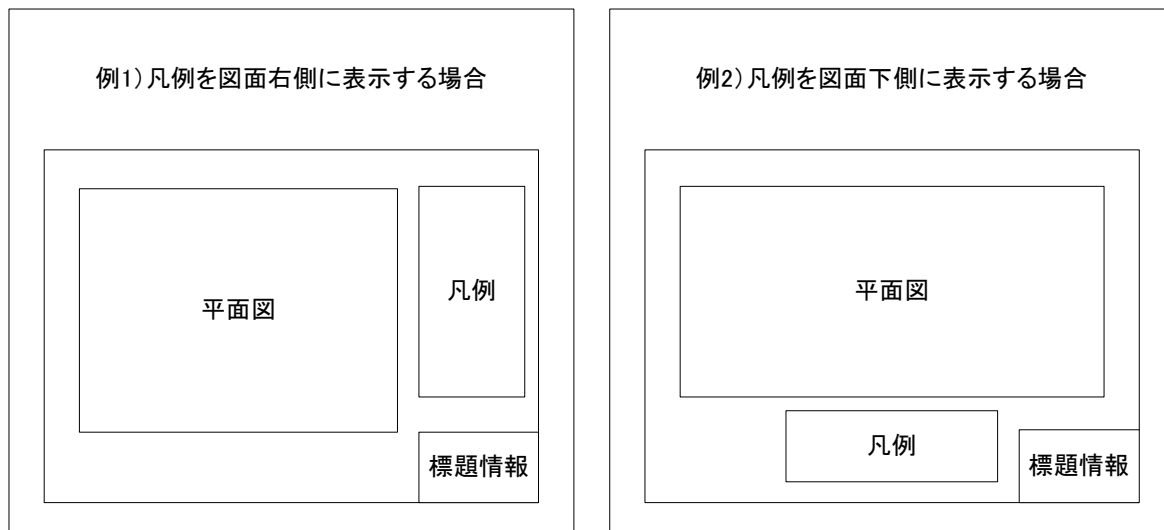 例1)凡例を図面右側に表示する場合
平面図
凡例
標題情報
例2)凡例を図面下側に表示する場合
平面図
凡例
標題情報